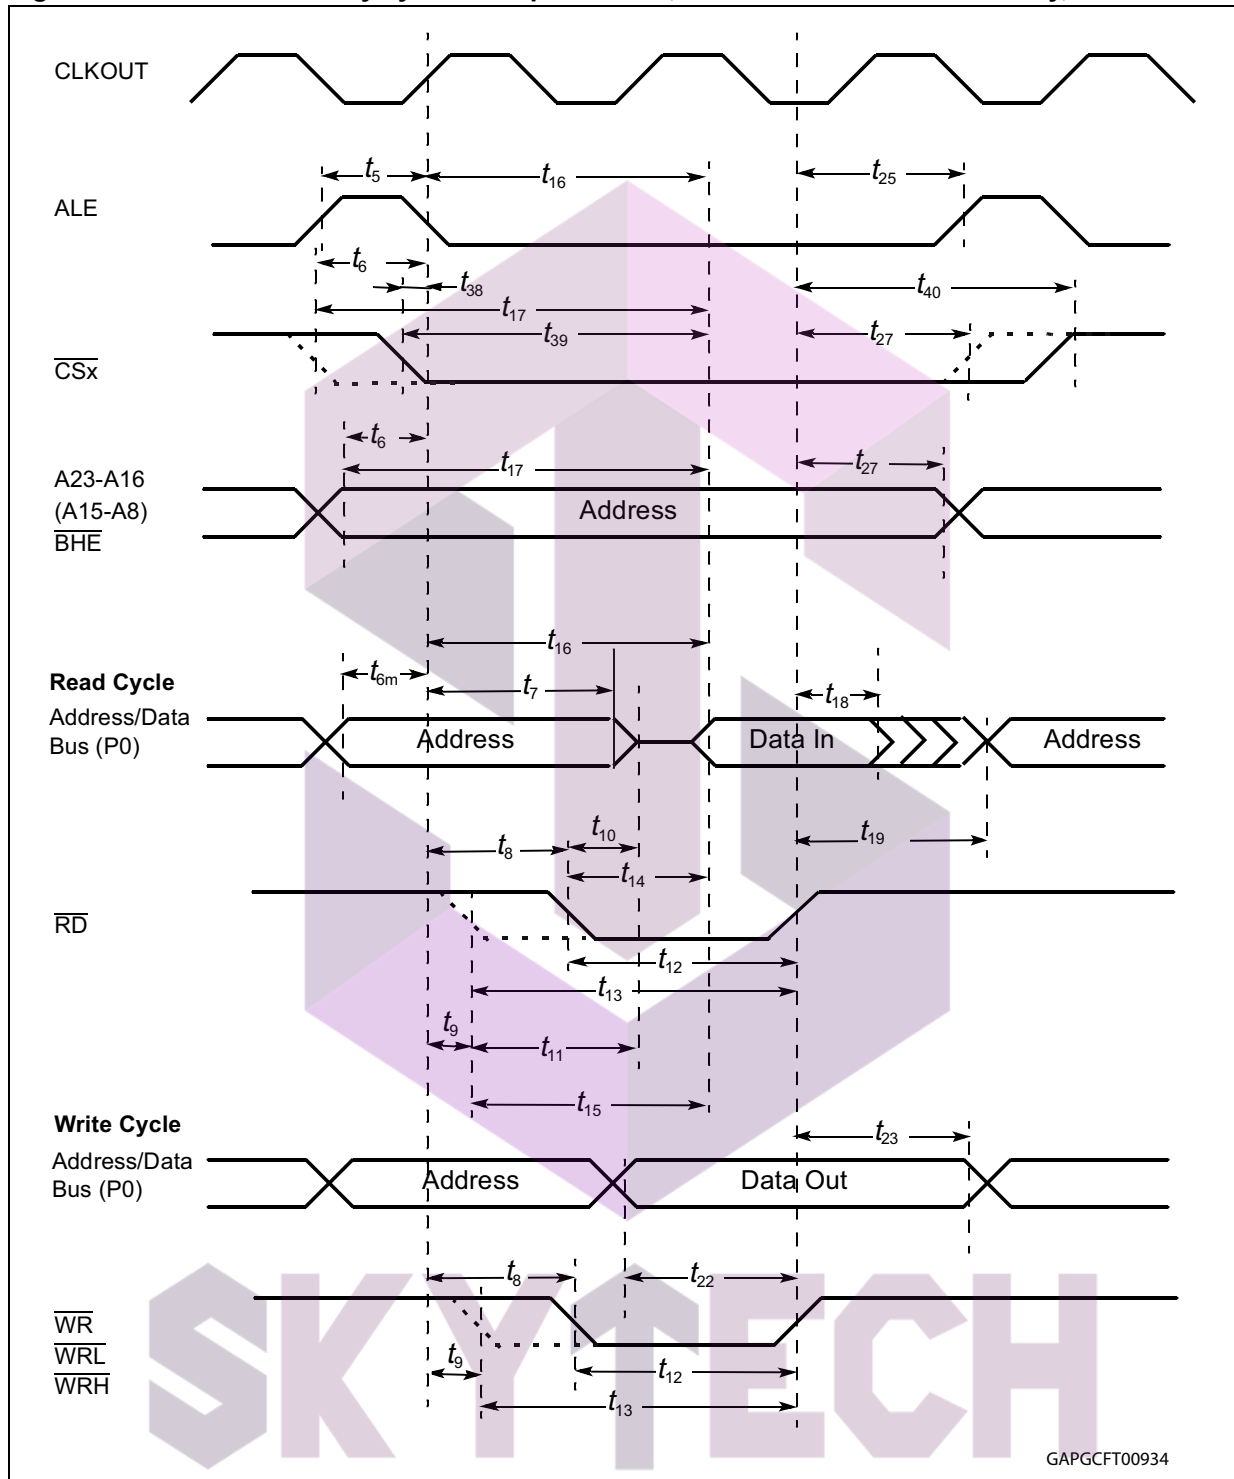 CLKOUT
t5
t16
t25
ALE
t6
t38
t40
t17
t39
t27
CSx
t6
t17
t27
A23-A16
(A15-A8)
BHE
Address
t16
t6m
t7
t18
Read Cycle
Address/Data
Bus (P0)
Address
Data In
Address
t10
t8
t19
t14
RD
t12
t13
t9
t11
t15
Write Cycle
t23
Address/Data
Bus (P0)
Address
Data Out
t8
t22
WR
WRL
WRH
t9
t12
t13
SKYTECH
GAPGCFT00934